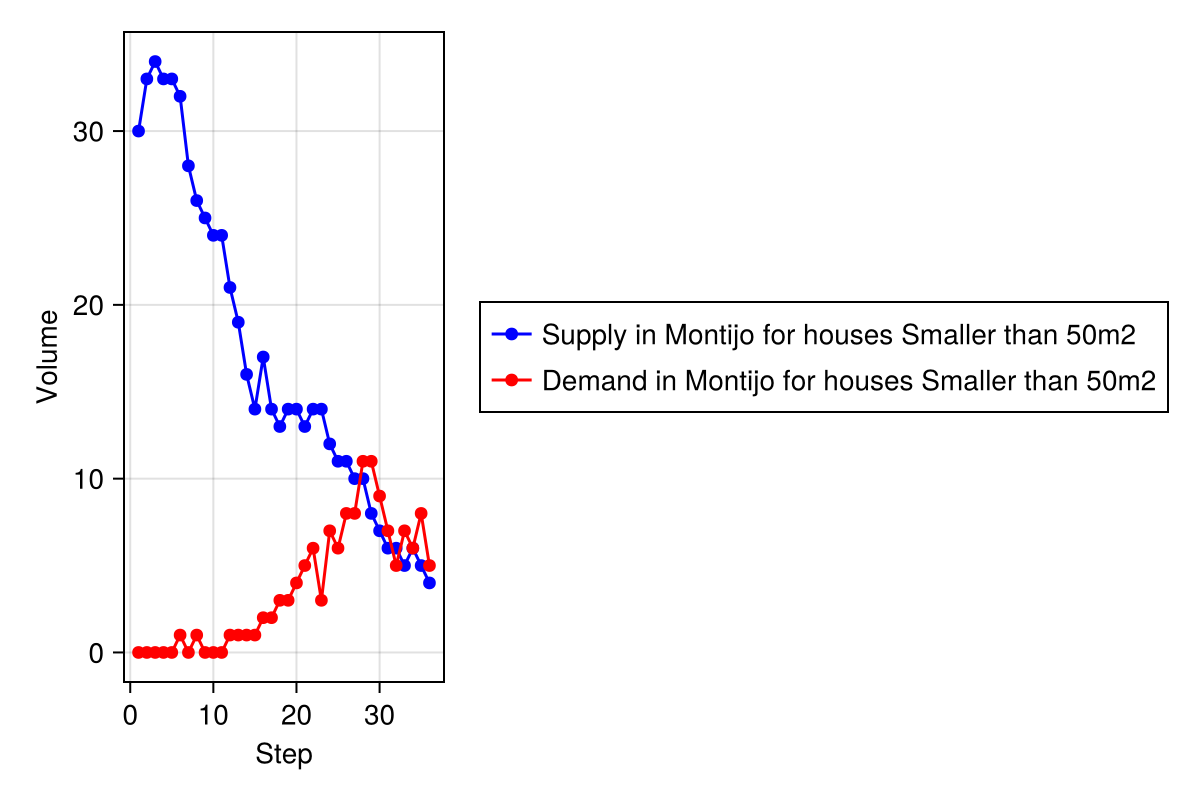 30
20
10
0
Volume
0 10 20 30
Step
Supply in Montijo for houses Smaller than 50m2
Demand in Montijo for houses Smaller than 50m2